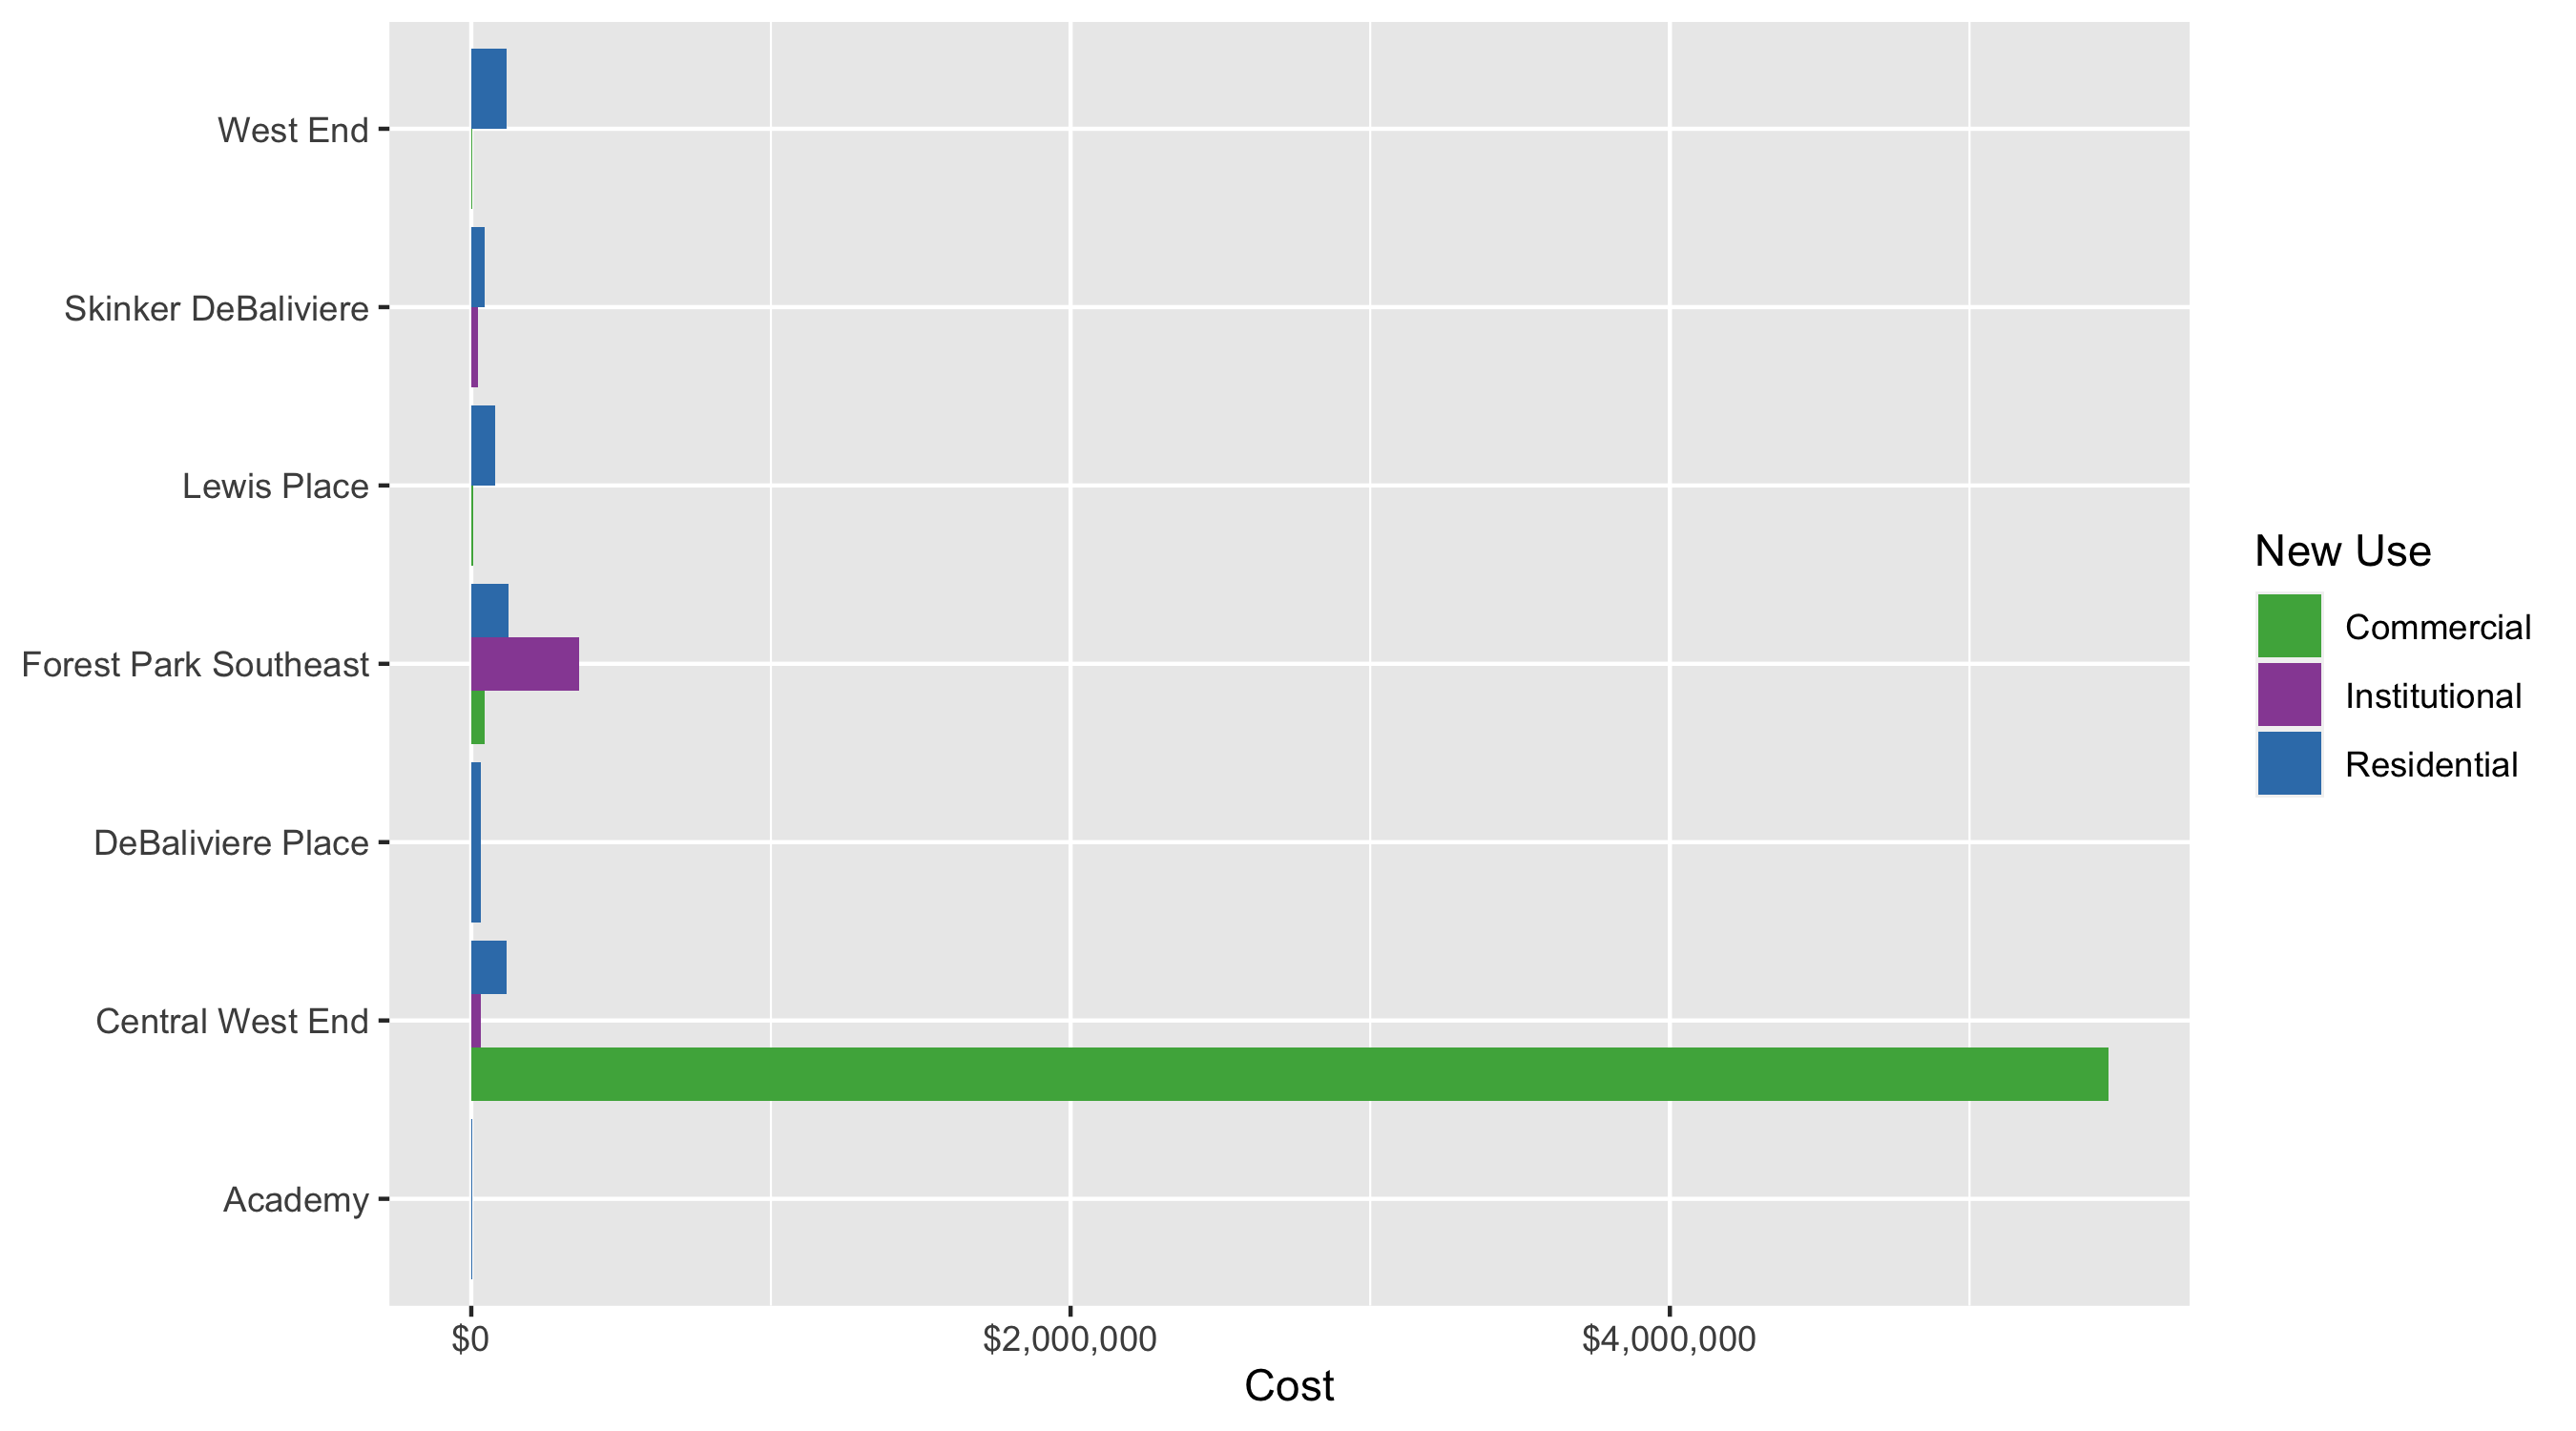 West End
Skinker DeBaliviere
Lewis Place
Forest Park Southeast
DeBaliviere Place
Central West End
Academy
$0
$2,000,000
$4,000,000
Cost
New Use
Commercial
Institutional
Residential